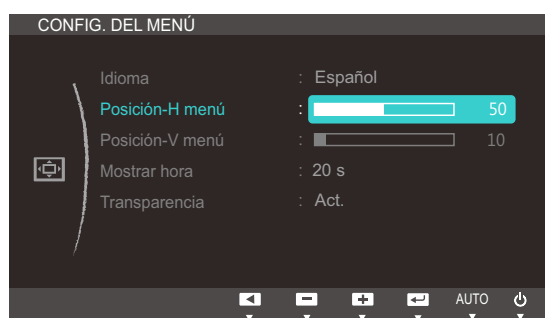 CONFIG. DEL MENÚ
Idioma : Español
Posición-H menú : 50
Posición-V menú : 10
Mostrar hora : 20 s
Transparencia : Act.
AUTO